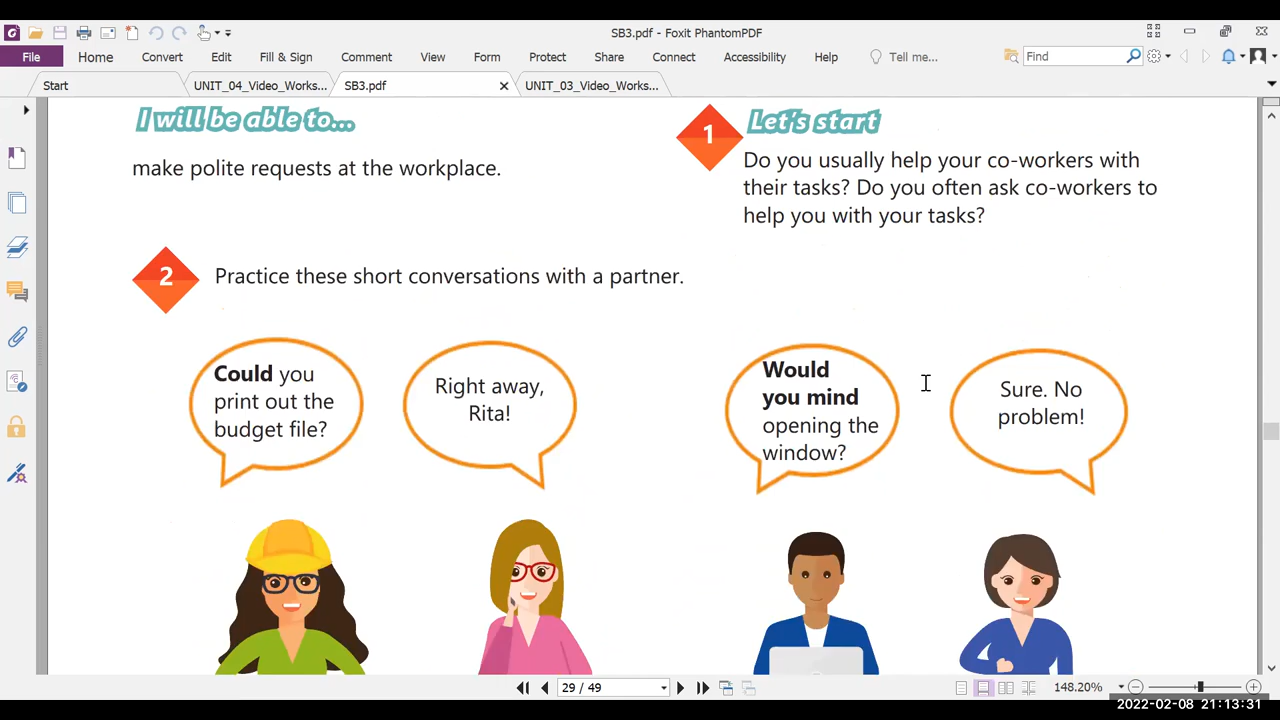 SB3.pdf - Foxit PhantomPDF
File Home Convert Edit Fill & Sign Comment View Form Protect Share Connect Accessibility Help Tell me... Find
Start UNIT_04_Video_Works... SB3.pdf UNIT_03_Video_Works...
I will be able to...
make polite requests at the workplace.
1 Let's start
Do you usually help your co-workers with
their tasks? Do you often ask co-workers to
help you with your tasks?
2 Practice these short conversations with a partner.
Could you
print out the
budget file?
Right away,
Rita!
Would
you mind
opening the
window?
Sure. No
problem!
29 / 49 148.20%
2022-02-08 21:13:31